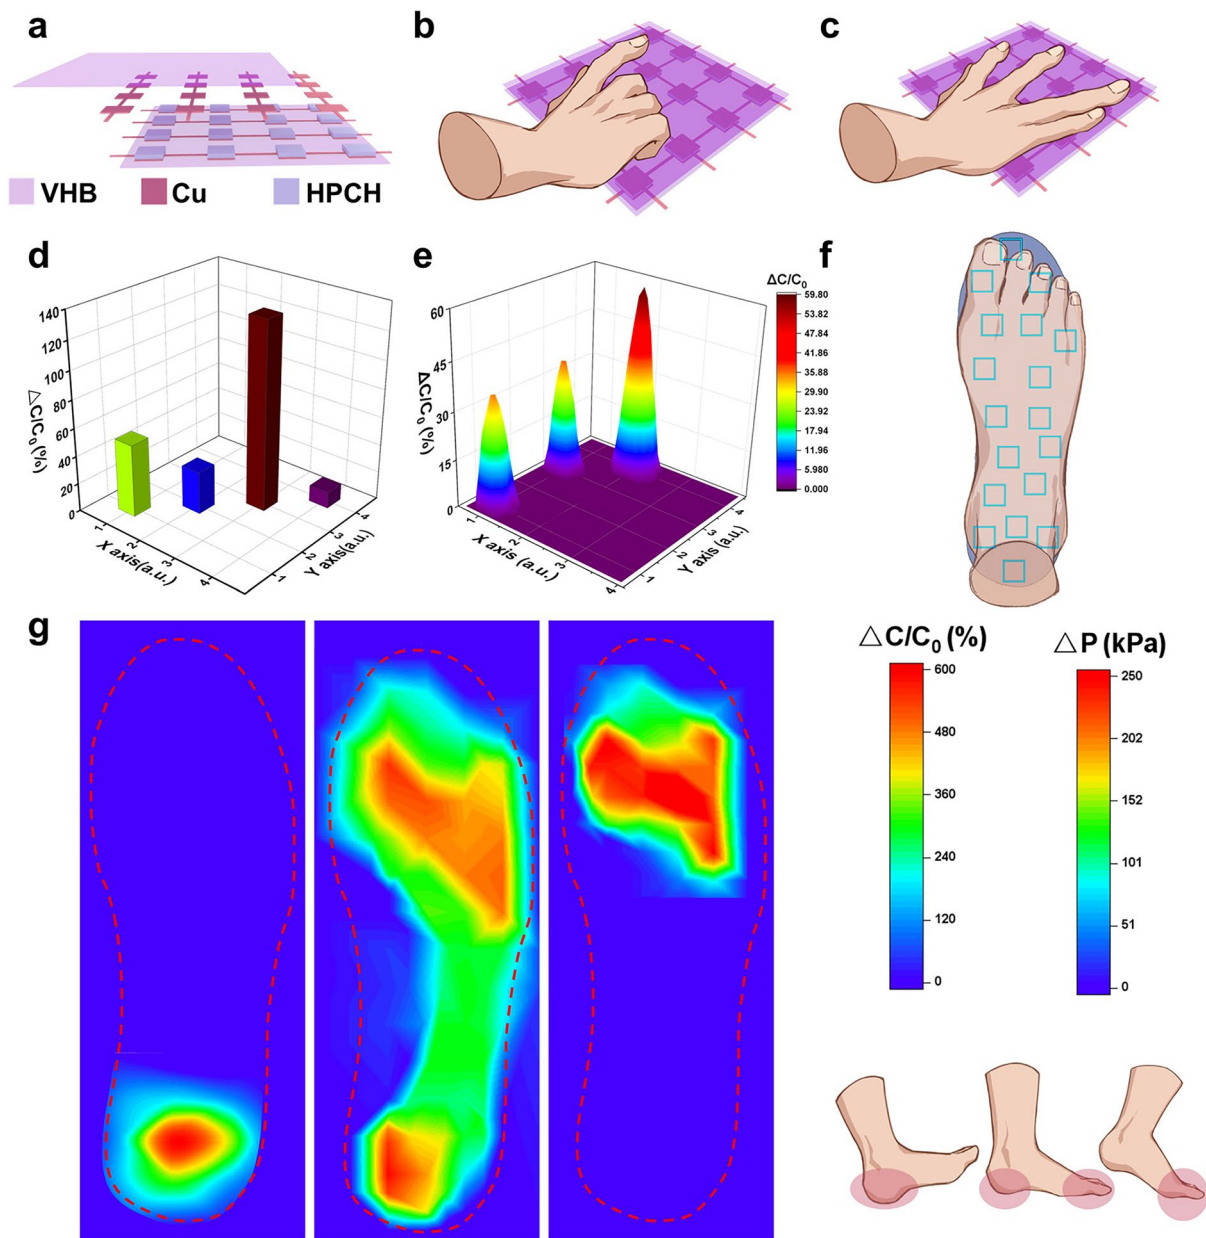 a
b
c
VHB
Cu
HPCH
d
e
f
140
120
100
80
60
40
20
0
△C/C₀ (%)
1
2
3
4
X axis(a.u.)
1
2
3
4
Y axis(a.u.)
60
45
30
15
0
ΔC/C₀ (%)
1
2
3
4
X axis (a.u.)
1
2
3
4
Y axis (a.u.)
ΔC/C₀
59.80
53.82
47.84
41.86
35.88
29.90
23.92
17.94
11.96
5.980
0.000
g
△C/C₀ (%)
600
480
360
240
120
0
△P (kPa)
250
202
152
101
51
0